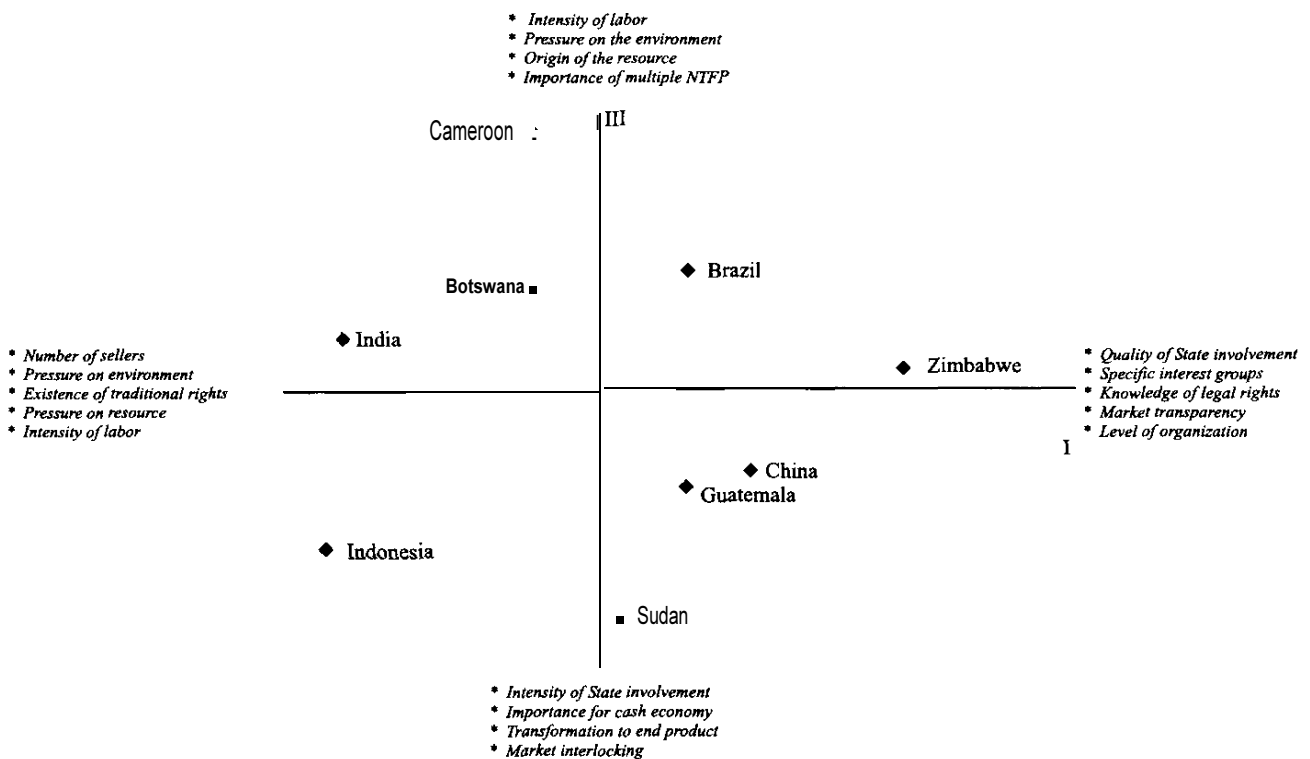 * Intensity of labor
* Pressure on the environment
* Origin of the resource
* Importance of multiple NTFP
III
Cameroon
Brazil
Botswana
India
Zimbabwe
* Number of sellers
* Pressure on environment
* Existence of traditional rights
* Pressure on resource
* Intensity of labor
* Quality of State involvement
* Specific interest groups
* Knowledge of legal rights
* Market transparency
* Level of organization
I
China
Guatemala
Indonesia
Sudan
* Intensity of State involvement
* Importance for cash economy
* Transformation to end product
* Market interlocking